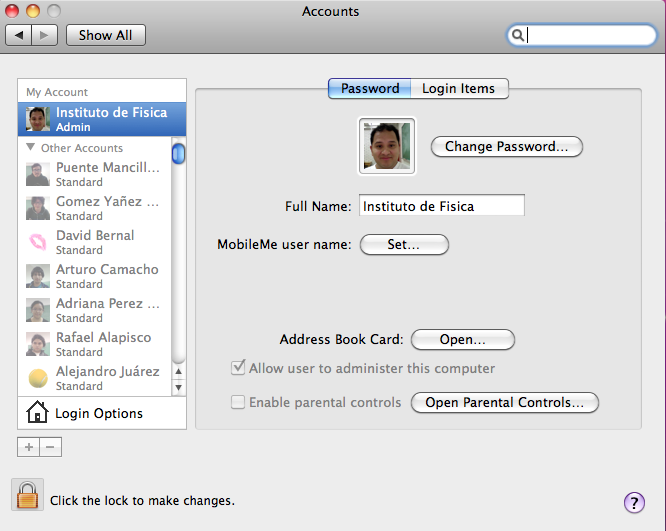 Accounts
Show All
My Account
Instituto de Fisica
Admin
Other Accounts
Puente Mancill...
Standard
Gomez Yañez ...
Standard
David Bernal
Standard
Arturo Camacho
Standard
Adriana Perez ...
Standard
Rafael Alapisco
Standard
Alejandro Juárez
Standard
Login Options
+ −
Password Login Items
Change Password...
Full Name: Instituto de Fisica
MobileMe user name: Set...
Address Book Card: Open...
Allow user to administer this computer
Enable parental controls Open Parental Controls...
Click the lock to make changes.
?